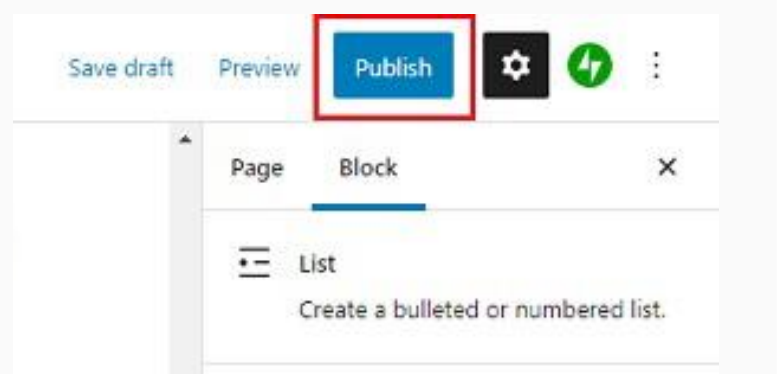 Save draft Preview Publish
Page Block
List
Create a bulleted or numbered list.